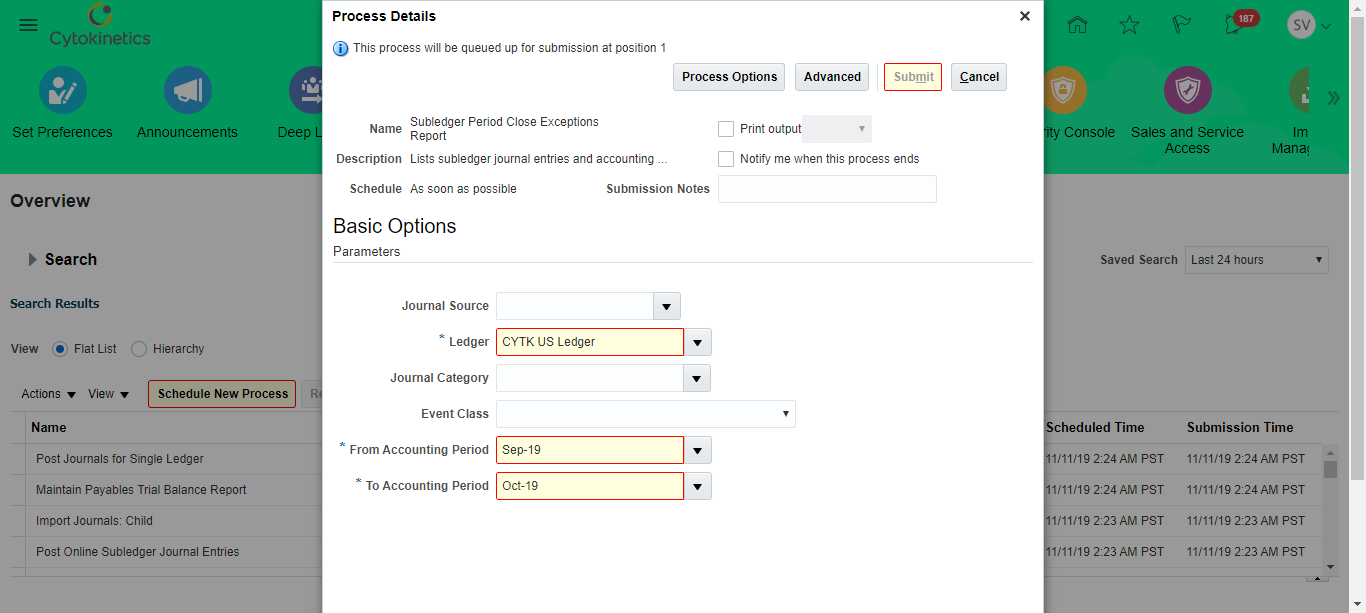 Cytokinetics
187
SV
Set Preferences
Announcements
Deep L
rity Console
Sales and Service
Access
Im
Manag
Overview
Search
Saved Search Last 24 hours
Search Results
View Flat List Hierarchy
Actions View Schedule New Process Re
Name
Scheduled Time Submission Time
Post Journals for Single Ledger
11/11/19 2:24 AM PST 11/11/19 2:24 AM PST
Maintain Payables Trial Balance Report
11/11/19 2:24 AM PST 11/11/19 2:24 AM PST
Import Journals: Child
11/11/19 2:23 AM PST 11/11/19 2:23 AM PST
Post Online Subledger Journal Entries
11/11/19 2:23 AM PST 11/11/19 2:23 AM PST
Process Details
This process will be queued up for submission at position 1
Process Options Advanced Submit Cancel
Name Subledger Period Close Exceptions
Report
Print output
Description Lists subledger journal entries and accounting ...
Notify me when this process ends
Schedule As soon as possible
Submission Notes
Basic Options
Parameters
Journal Source
* Ledger CYTK US Ledger
Journal Category
Event Class
* From Accounting Period Sep-19
* To Accounting Period Oct-19